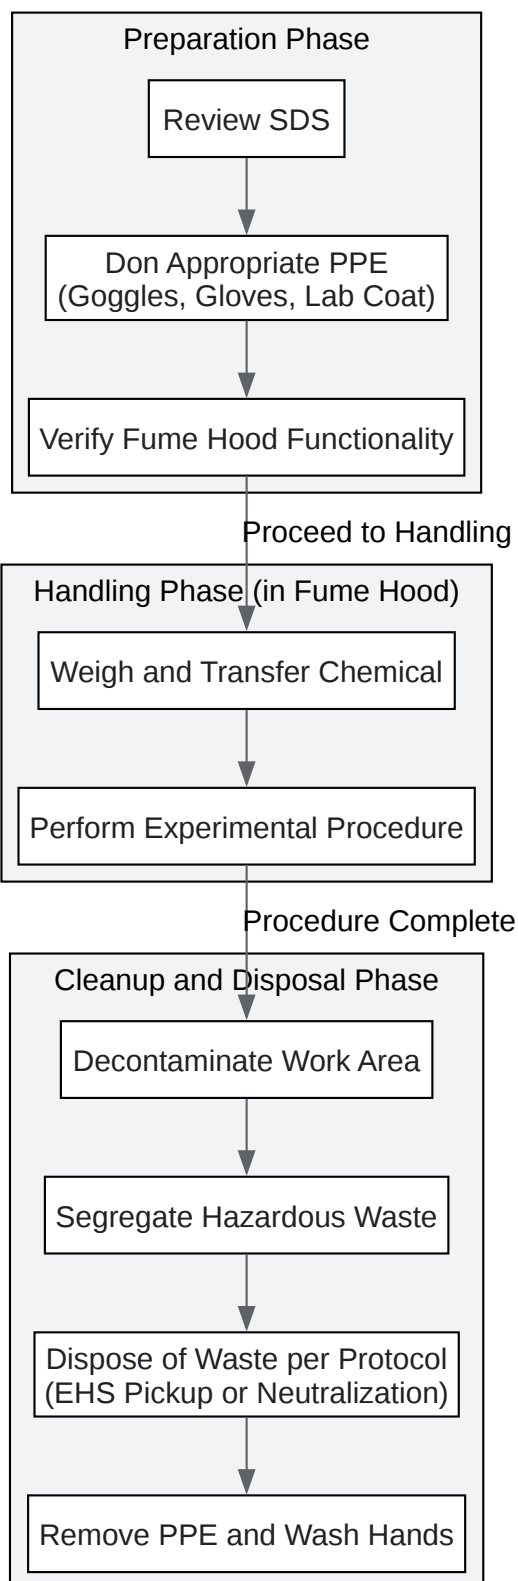 Preparation Phase
Review SDS
Don Appropriate PPE
(Goggles, Gloves, Lab Coat)
Verify Fume Hood Functionality
Proceed to Handling
Handling Phase (in Fume Hood)
Weigh and Transfer Chemical
Perform Experimental Procedure
Procedure Complete
Cleanup and Disposal Phase
Decontaminate Work Area
Segregate Hazardous Waste
Dispose of Waste per Protocol
(EHS Pickup or Neutralization)
Remove PPE and Wash Hands